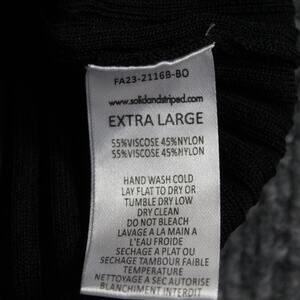 FA23-2116B-BO
www.solidandstriped.com
EXTRA LARGE
55%VISCOSE 45%NYLON
55%VISCOSE 45%NYLON
HAND WASH COLD
LAY FLAT TO DRY OR
TUMBLE DRY LOW
DRY CLEAN
DO NOT BLEACH
LAVAGE A LA MAIN A
L'EAU FROIDE
SECHAGE A PLAT OU
SECHAGE TAMBOUR FAIBLE
TEMPERATURE
NETTOYAGE A SEC AUTORISE
BLANCHIMENT INTERDIT